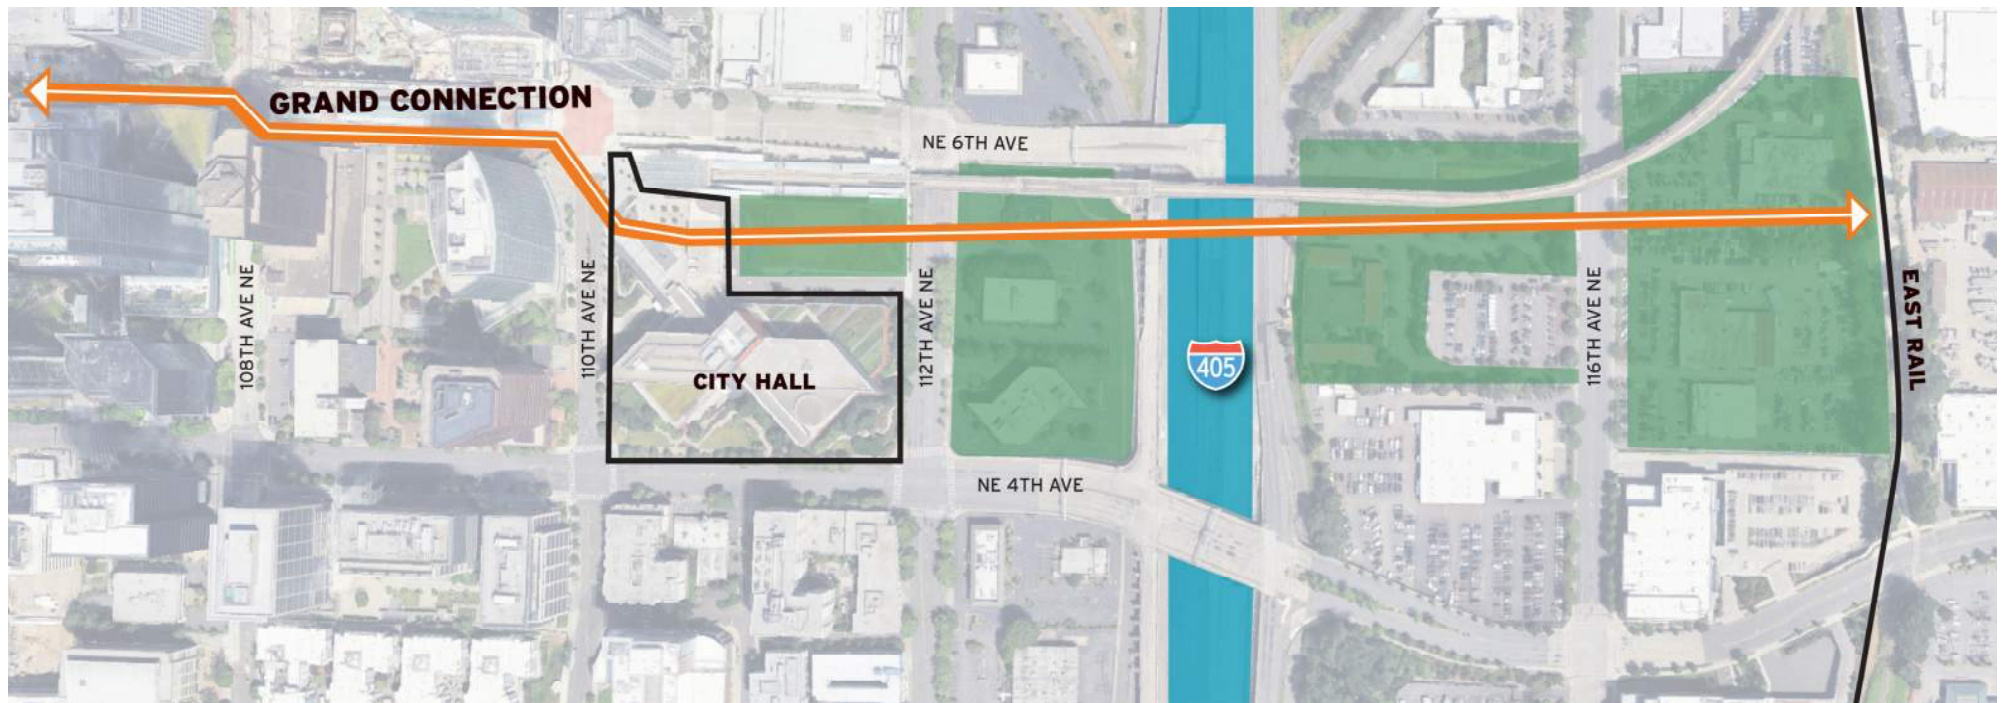 GRAND CONNECTION
NE 6TH AVE
108TH AVE NE
110TH AVE NE
112TH AVE NE
116TH AVE NE
EAST RAIL
405
CITY HALL
NE 4TH AVE